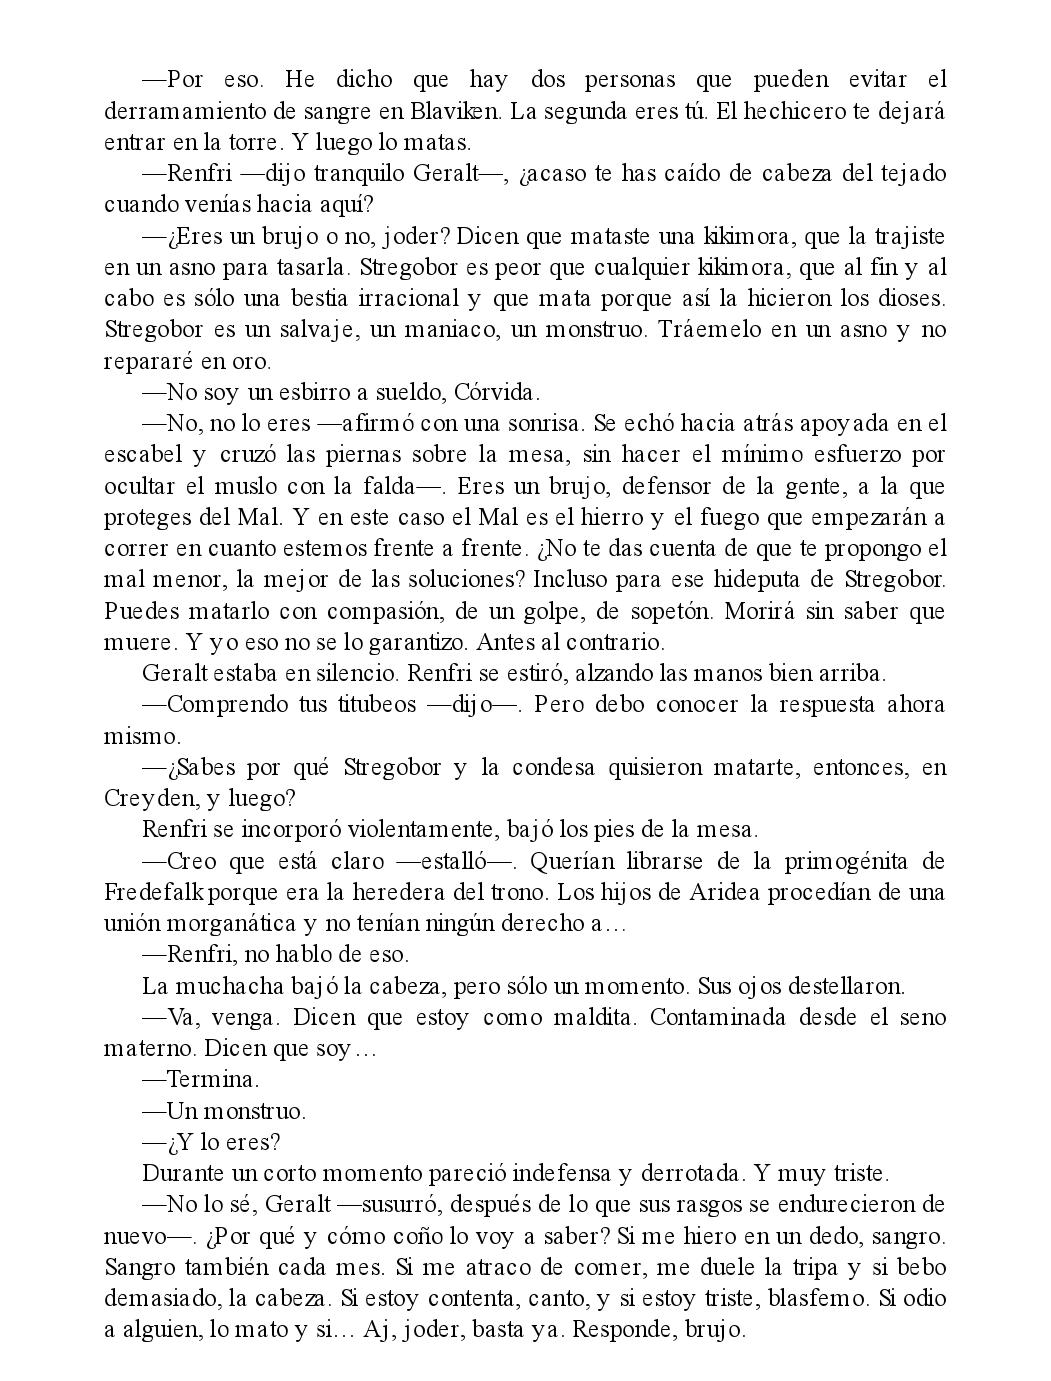 —Por eso. He dicho que hay dos personas que pueden evitar el
derramamiento de sangre en Blaviken. La segunda eres tú. El hechicero te dejará
entrar en la torre. Y luego lo matas.
—Renfri —dijo tranquilo Geralt—, ¿acaso te has caído de cabeza del tejado
cuando venías hacia aquí?
—¿Eres un brujo o no, joder? Dicen que mataste una kikimora, que la trajiste
en un asno para tasarla. Stregobor es peor que cualquier kikimora, que al fin y al
cabo es sólo una bestia irracional y que mata porque así la hicieron los dioses.
Stregobor es un salvaje, un maniaco, un monstruo. Tráemelo en un asno y no
repararé en oro.
—No soy un esbirro a sueldo, Córvida.
—No, no lo eres —afirmó con una sonrisa. Se echó hacia atrás apoyada en el
escabel y cruzó las piernas sobre la mesa, sin hacer el mínimo esfuerzo por
ocultar el muslo con la falda—. Eres un brujo, defensor de la gente, a la que
proteges del Mal. Y en este caso el Mal es el hierro y el fuego que empezarán a
correr en cuanto estemos frente a frente. ¿No te das cuenta de que te propongo el
mal menor, la mejor de las soluciones? Incluso para ese hideputa de Stregobor.
Puedes matarlo con compasión, de un golpe, de sopetón. Morirá sin saber que
muere. Y yo eso no se lo garantizo. Antes al contrario.
Geralt estaba en silencio. Renfri se estiró, alzando las manos bien arriba.
—Comprendo tus titubeos —dijo—. Pero debo conocer la respuesta ahora
mismo.
—¿Sabes por qué Stregobor y la condesa quisieron matarte, entonces, en
Creyden, y luego?
Renfri se incorporó violentamente, bajó los pies de la mesa.
—Creo que está claro —estalló—. Querían librarse de la primogénita de
Fredefalk porque era la heredera del trono. Los hijos de Aridea procedían de una
unión morganática y no tenían ningún derecho a…
—Renfri, no hablo de eso.
La muchacha bajó la cabeza, pero sólo un momento. Sus ojos destellaron.
—Va, venga. Dicen que estoy como maldita. Contaminada desde el seno
materno. Dicen que soy…
—Termina.
—Un monstruo.
—¿Y lo eres?
Durante un corto momento pareció indefensa y derrotada. Y muy triste.
—No lo sé, Geralt —susurró, después de lo que sus rasgos se endurecieron de
nuevo—. ¿Por qué y cómo coño lo voy a saber? Si me hiero en un dedo, sangro.
Sangro también cada mes. Si me atraco de comer, me duele la tripa y si bebo
demasiado, la cabeza. Si estoy contenta, canto, y si estoy triste, blasfemo. Si odio
a alguien, lo mato y si… Aj, joder, basta ya. Responde, brujo.